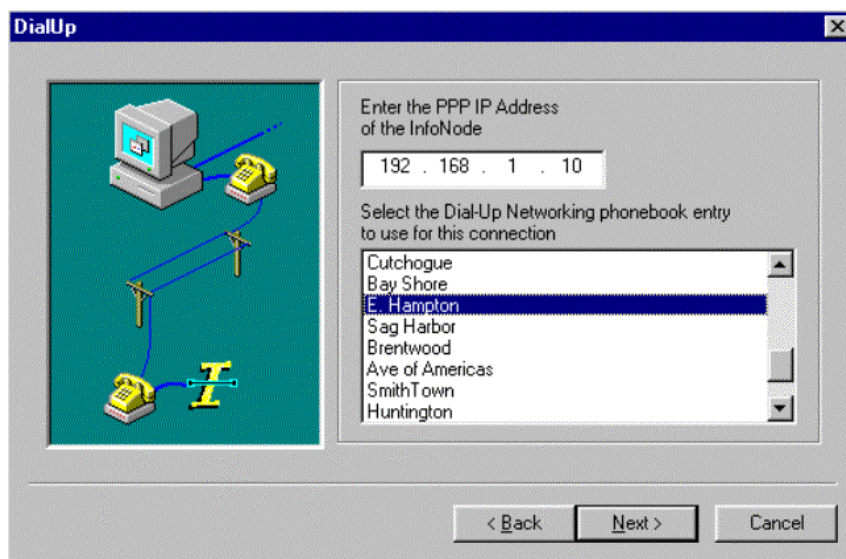 DialUp
Enter the PPP IP Address
of the InfoNode
192 . 168 . 1 . 10
Select the Dial-Up Networking phonebook entry
to use for this connection
Cutchogue
Bay Shore
E. Hampton
Sag Harbor
Brentwood
Ave of Americas
SmithTown
Huntington
< Back
Next >
Cancel